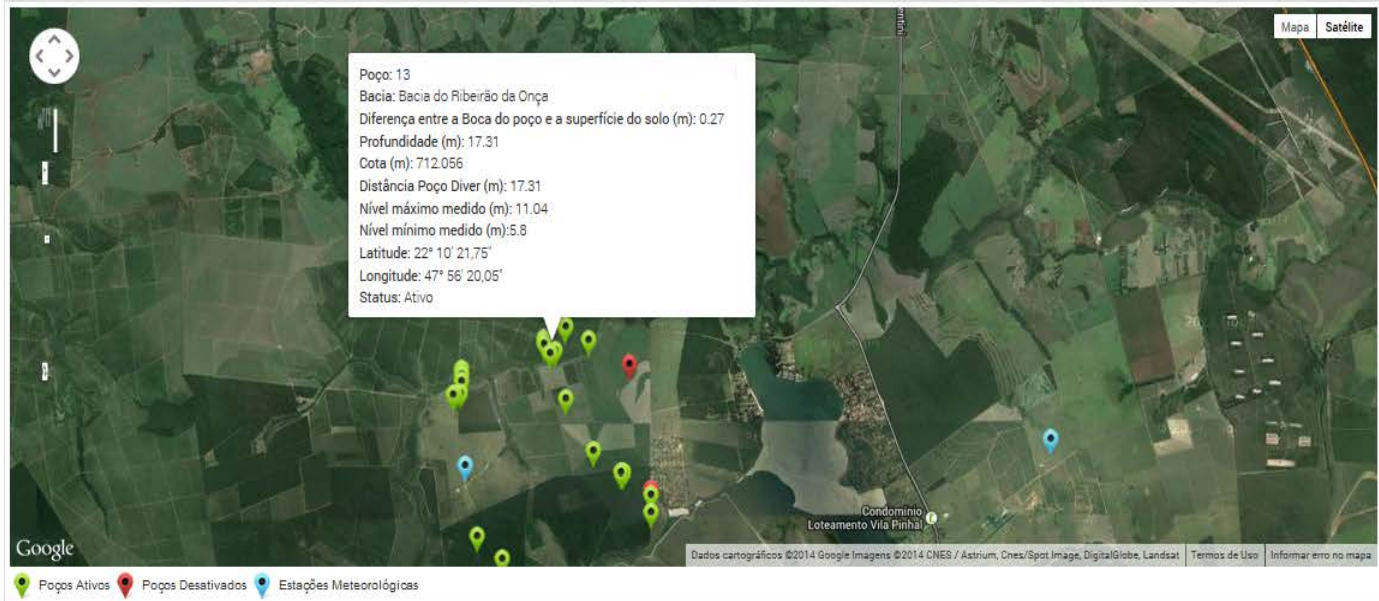 Mapa Satélite
Poço: 13
Bacia: Bacia do Ribeirão da Onça
Diferença entre a Boca do poço e a superfície do solo (m): 0.27
Profundidade (m): 17.31
Cota (m): 712.056
Distância Poço Diver (m): 17.31
Nível máximo medido (m): 11.04
Nível mínimo medido (m):5.8
Latitude: 22° 10' 21,75"
Longitude: 47° 56' 20,05"
Status: Ativo
Condomínio
Loteamento Vila Pinhal
Google
Dados cartográficos ©2014 Google Imagens ©2014 CNES / Astrium, Cnes/Spot Image, DigitalGlobe, Landsat Termos de Uso Informar erro no mapa
Poços Ativos Poços Desativados Estações Meteorológicas